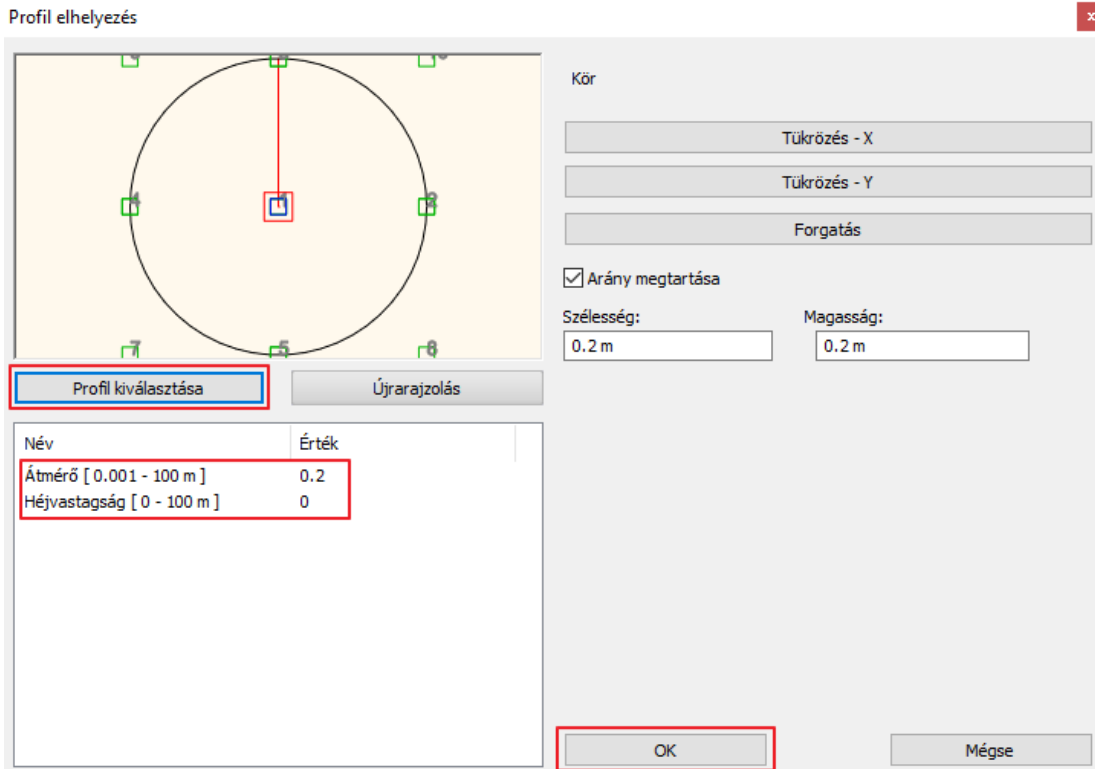 Profil elhelyezés
x
4
1
2
7
5
8
Kör
Tükrözés - X
Tükrözés - Y
Forgatás
Arány megtartása
Szélesség: Magasság:
0.2 m 0.2 m
Profil kiválasztása Újrarajzolás
Név Érték
Átmérő [ 0.001 - 100 m ] 0.2
Héjvastagság [ 0 - 100 m ] 0
OK Mégse